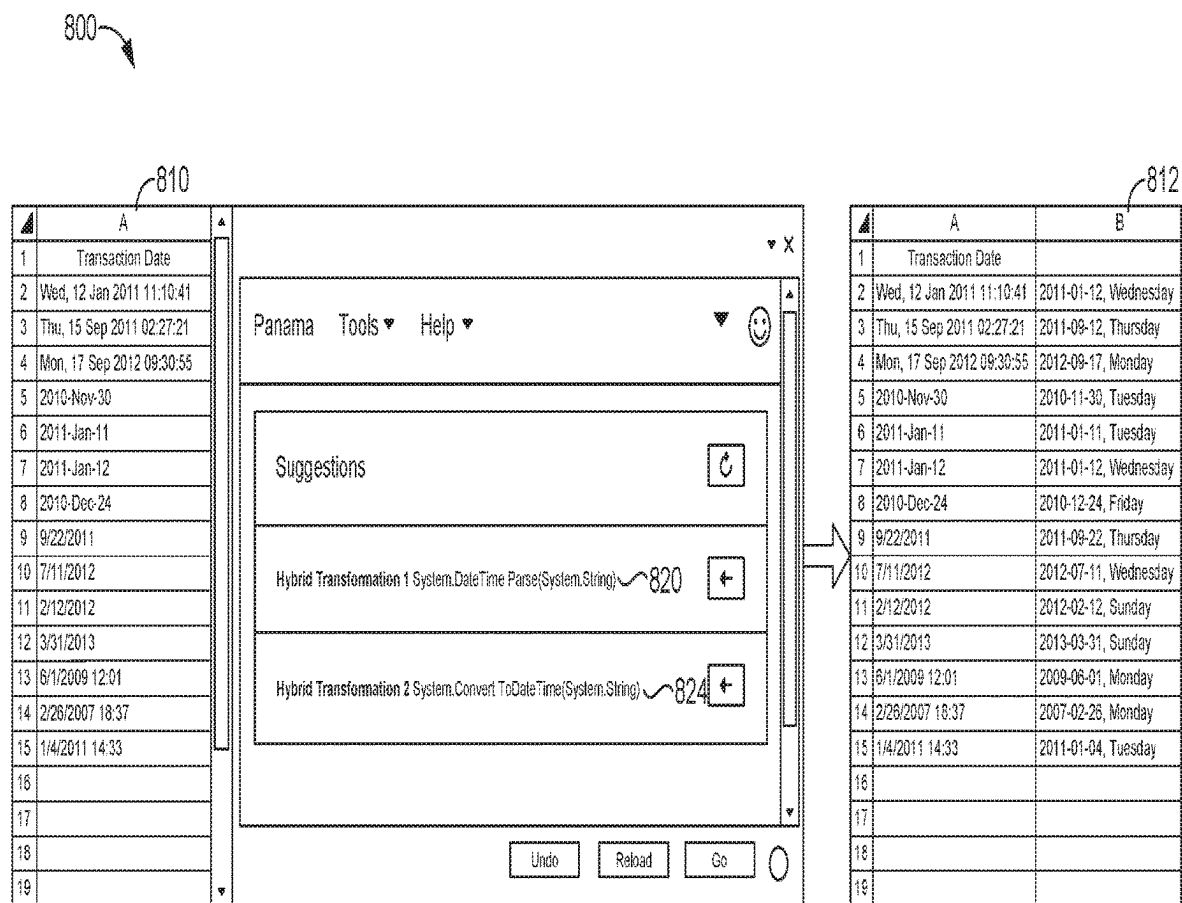 800
810
A
1 Transaction Date
2 Wed, 12 Jan 2011 11:10:41
3 Thu, 15 Sep 2011 02:27:21
4 Mon, 17 Sep 2012 09:30:55
5 2010-Nov-30
6 2011-Jan-11
7 2011-Jan-12
8 2010-Dec-24
9 9/22/2011
10 7/11/2012
11 2/12/2012
12 3/31/2013
13 6/1/2009 12:01
14 2/26/2007 18:37
15 1/4/2011 14:33
16
17
18
19
X
Panama Tools Help
Suggestions
Hybrid Transformation 1 System.DateTime Parse(System.String) 820
Hybrid Transformation 2 System.Convert ToDateTime(System.String) 824
Undo Reload Go
812
A B
1 Transaction Date
2 Wed, 12 Jan 2011 11:10:41 2011-01-12, Wednesday
3 Thu, 15 Sep 2011 02:27:21 2011-09-12, Thursday
4 Mon, 17 Sep 2012 09:30:55 2012-09-17, Monday
5 2010-Nov-30 2010-11-30, Tuesday
6 2011-Jan-11 2011-01-11, Tuesday
7 2011-Jan-12 2011-01-12, Wednesday
8 2010-Dec-24 2010-12-24, Friday
9 9/22/2011 2011-09-22, Thursday
10 7/11/2012 2012-07-11, Wednesday
11 2/12/2012 2012-02-12, Sunday
12 3/31/2013 2013-03-31, Sunday
13 6/1/2009 12:01 2009-06-01, Monday
14 2/26/2007 18:37 2007-02-26, Monday
15 1/4/2011 14:33 2011-01-04, Tuesday
16
17
18
19